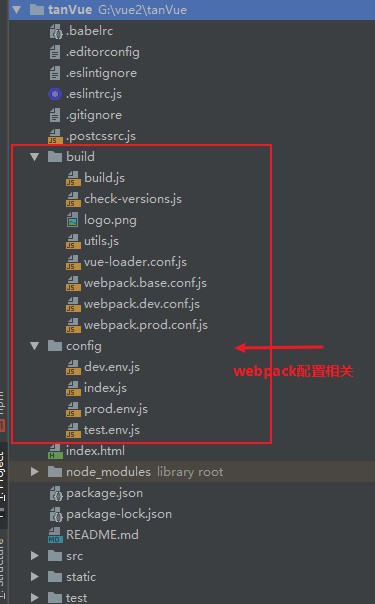 tanVue G:\vue2\tanVue
.babelrc
.editorconfig
.eslintignore
.eslintrc.js
.gitignore
.postcssrc.js
build
build.js
check-versions.js
logo.png
utils.js
vue-loader.conf.js
webpack.base.conf.js
webpack.dev.conf.js
webpack.prod.conf.js
config
dev.env.js
index.js
prod.env.js
test.env.js
webpack配置相关
index.html
node_modules library root
package.json
package-lock.json
README.md
src
static
test
npm
1: Project